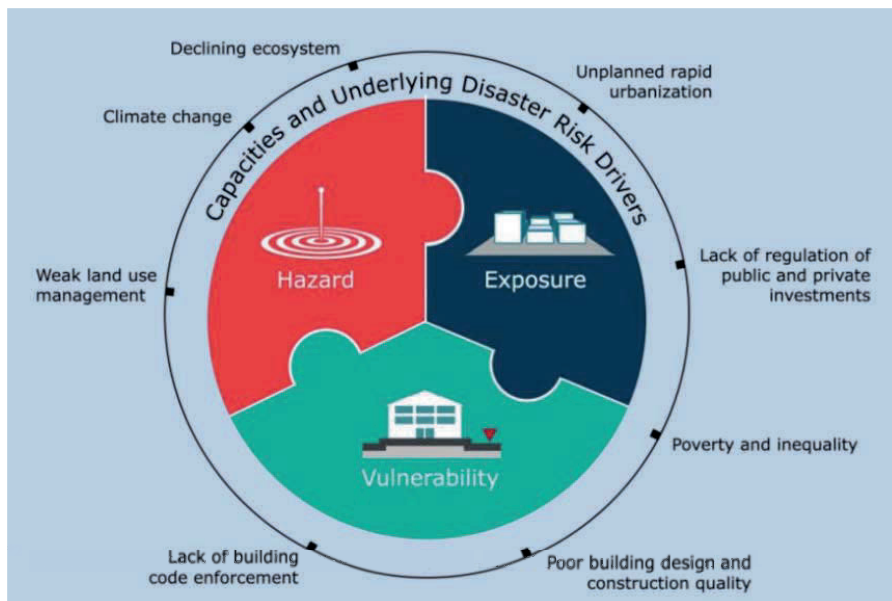 Declining ecosystem
Unplanned rapid
urbanization
Climate change
Capacities and Underlying Disaster Risk Drivers
Hazard
Exposure
Weak land use
management
Lack of regulation of
public and private
investments
Poverty and inequality
Vulnerability
Lack of building
code enforcement
Poor building design and
construction quality